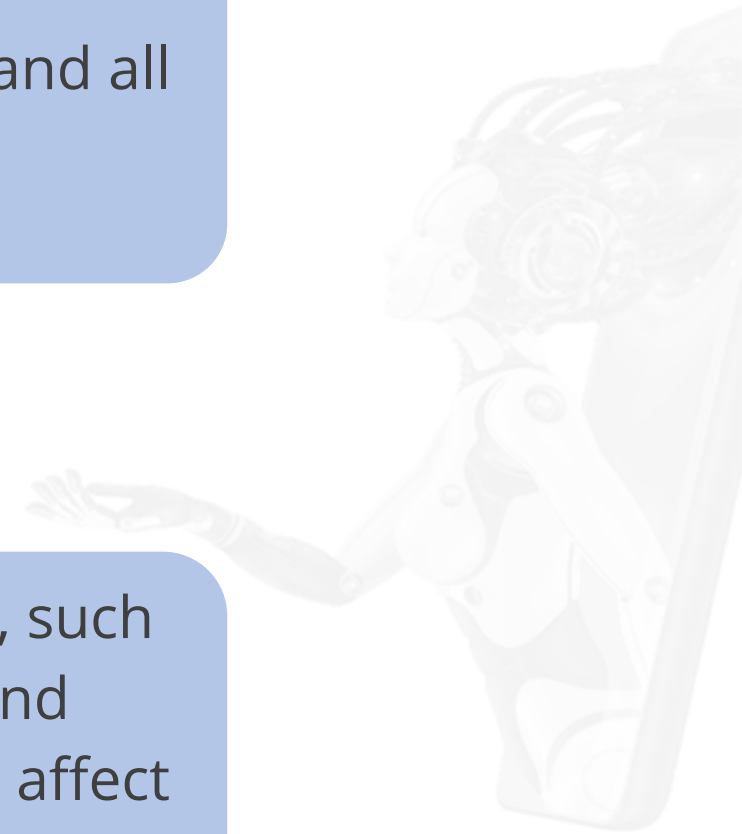 and all
, such
nd
affect